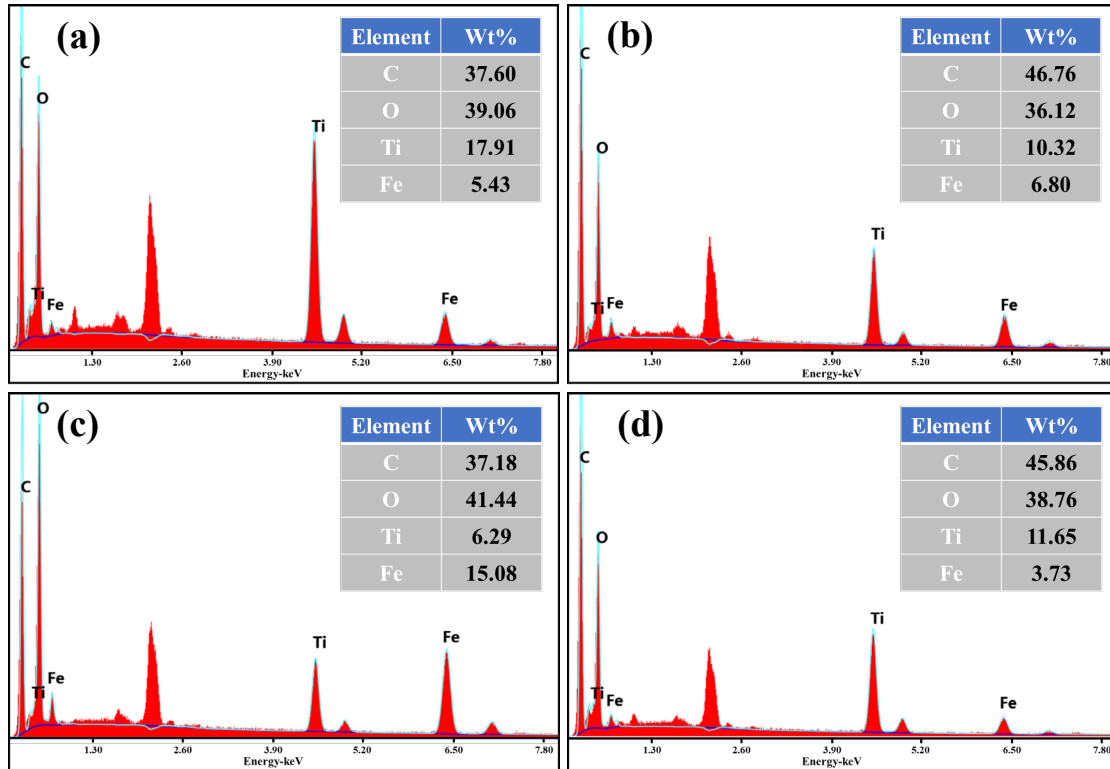 (a)
Element Wt%
C 37.60
O 39.06
Ti 17.91
Fe 5.43
C
O
Ti
Ti
Fe
Fe
1.30 2.60 3.90 5.20 6.50 7.80
Energy-keV
(b)
Element Wt%
C 46.76
O 36.12
Ti 10.32
Fe 6.80
C
O
Ti
Ti
Fe
Fe
1.30 2.60 3.90 5.20 6.50 7.80
Energy-keV
(c)
Element Wt%
C 37.18
O 41.44
Ti 6.29
Fe 15.08
O
C
Ti
Fe
Fe
Ti
1.30 2.60 3.90 5.20 6.50 7.80
Energy-keV
(d)
Element Wt%
C 45.86
O 38.76
Ti 11.65
Fe 3.73
C
O
Ti
Ti
Fe
Fe
1.30 2.60 3.90 5.20 6.50 7.80
Energy-keV